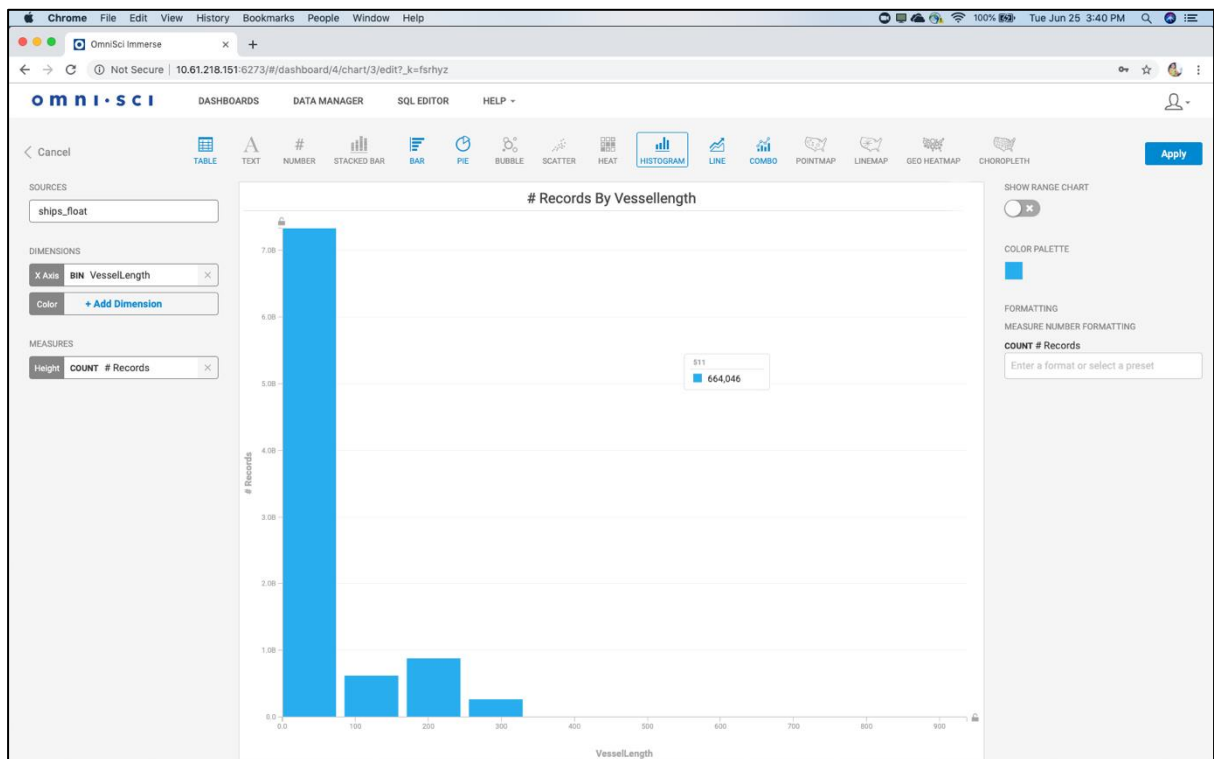 Chrome File Edit View History Bookmarks People Window Help 100% Tue Jun 25 3:40 PM
OmniSci Immerse
Not Secure | 10.61.218.151:6273/#/dashboard/4/chart/3/edit?_k=fsrhyz
omni·sci DASHBOARDS DATA MANAGER SQL EDITOR HELP
Cancel
TABLE TEXT NUMBER STACKED BAR BAR PIE BUBBLE SCATTER HEAT HISTOGRAM LINE COMBO POINTMAP LINEMAP GEO HEATMAP CHOROPLETH
Apply
SOURCES
ships_float
DIMENSIONS
X Axis BIN VesselLength
Color + Add Dimension
MEASURES
Height COUNT # Records
# Records By Vessellength
7.0B
6.0B
5.0B
4.0B
3.0B
2.0B
1.0B
0.0
# Records
511
664,046
0.0 100 200 300 400 500 600 700 800 900
VesselLength
SHOW RANGE CHART
COLOR PALETTE
FORMATTING
MEASURE NUMBER FORMATTING
COUNT # Records
Enter a format or select a preset